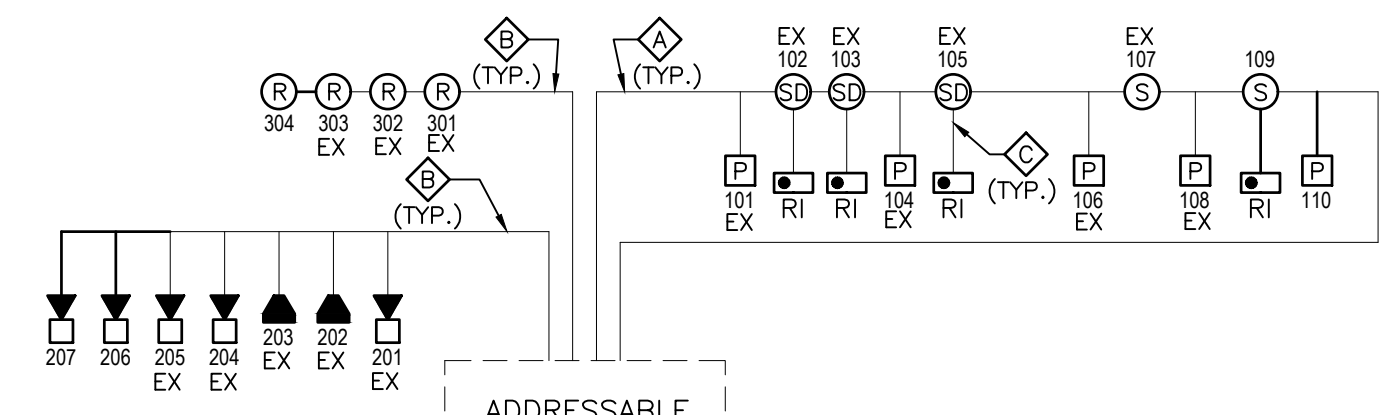 B
(TYP.)
A
(TYP.)
EX EX EX EX
102 103 105 107 109
R R R R
304 303 302 301
EX EX EX
SD SD SD S S
B
(TYP.)
C
(TYP.)
P P P P P
101 104 106 108 110
EX EX EX EX
RI RI RI RI
207 206 205 204 203 202 201
EX EX EX EX EX
ADDRESSABLE